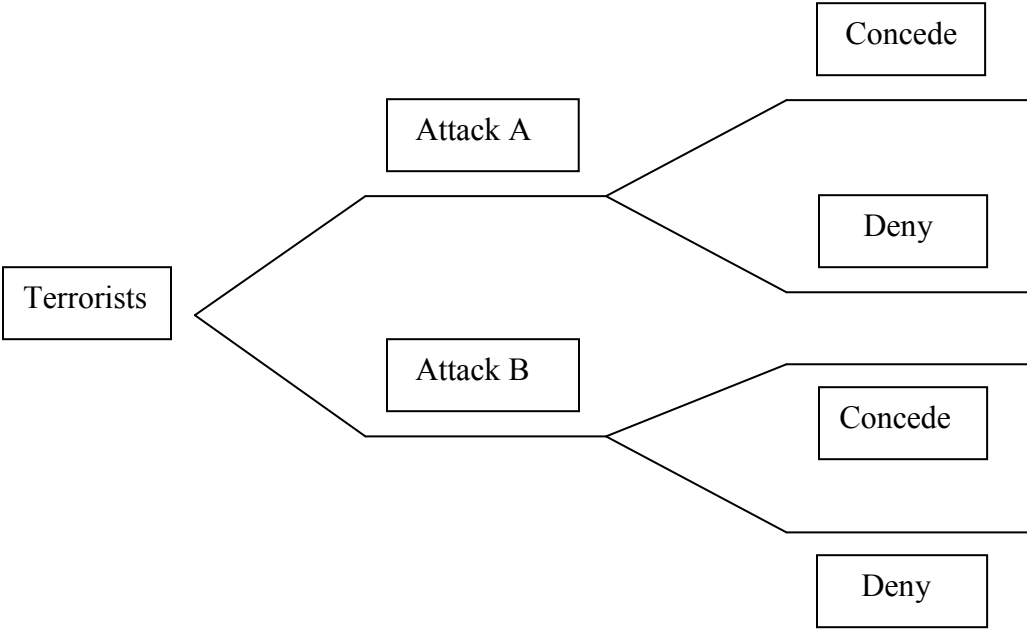 Concede
Attack A
Deny
Terrorists
Attack B
Concede
Deny